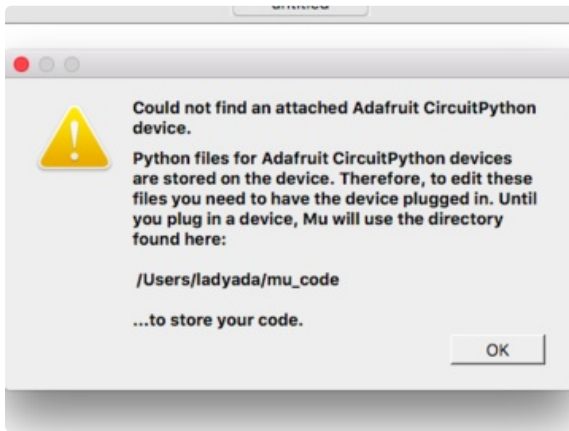 untitled
Could not find an attached Adafruit CircuitPython
device.
Python files for Adafruit CircuitPython devices
are stored on the device. Therefore, to edit these
files you need to have the device plugged in. Until
you plug in a device, Mu will use the directory
found here:
/Users/ladyada/mu_code
...to store your code.
OK